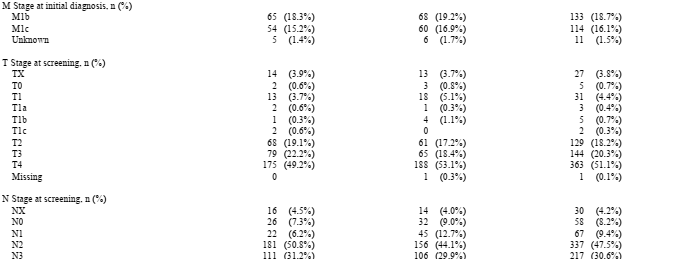 M Stage at initial diagnosis, n (%)
M1b 65 (18.3%) 68 (19.2%) 133 (18.7%)
M1c 54 (15.2%) 60 (16.9%) 114 (16.1%)
Unknown 5 (1.4%) 6 (1.7%) 11 (1.5%)
T Stage at screening, n (%)
TX 14 (3.9%) 13 (3.7%) 27 (3.8%)
T0 2 (0.6%) 3 (0.8%) 5 (0.7%)
T1 13 (3.7%) 18 (5.1%) 31 (4.4%)
T1a 2 (0.6%) 1 (0.3%) 3 (0.4%)
T1b 1 (0.3%) 4 (1.1%) 5 (0.7%)
T1c 2 (0.6%) 0 2 (0.3%)
T2 68 (19.1%) 61 (17.2%) 129 (18.2%)
T3 79 (22.2%) 65 (18.4%) 144 (20.3%)
T4 175 (49.2%) 188 (53.1%) 363 (51.1%)
Missing 0 1 (0.3%) 1 (0.1%)
N Stage at screening, n (%)
NX 16 (4.5%) 14 (4.0%) 30 (4.2%)
N0 26 (7.3%) 32 (9.0%) 58 (8.2%)
N1 22 (6.2%) 45 (12.7%) 67 (9.4%)
N2 181 (50.8%) 156 (44.1%) 337 (47.5%)
N3 111 (31.2%) 106 (29.9%) 217 (30.6%)